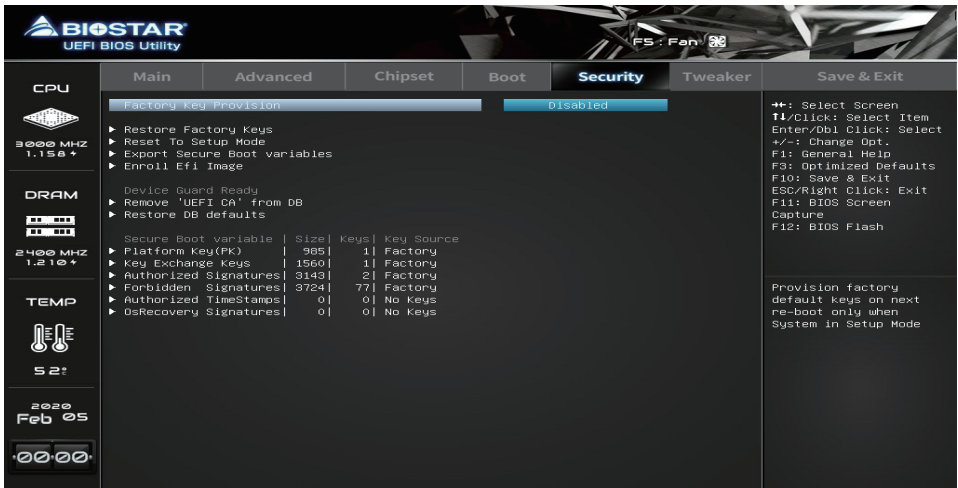 BIOSTAR®
UEFI BIOS Utility
F5 : Fan
Main Advanced Chipset Boot Security Tweaker Save & Exit
CPU
3000 MHZ
1.158 +
DRAM
2400 MHZ
1.210 +
TEMP
52
2020
Feb 05
00:00
Factory Key Provision Disabled
▶ Restore Factory Keys
▶ Reset To Setup Mode
▶ Export Secure Boot variables
▶ Enroll Efi Image
Device Guard Ready
▶ Remove 'UEFI CA' from DB
▶ Restore DB defaults
Secure Boot variable | Size| Keys| Key Source
▶ Platform Key(PK) | 985| 1| Factory
▶ Key Exchange Keys | 1560| 1| Factory
▶ Authorized Signatures| 3143| 2| Factory
▶ Forbidden Signatures| 3724| 77| Factory
▶ Authorized TimeStamps| 0| 0| No Keys
▶ OsRecovery Signatures| 0| 0| No Keys
→←: Select Screen
↑↓/Click: Select Item
Enter/Dbl Click: Select
+/-: Change Opt.
F1: General Help
F3: Optimized Defaults
F10: Save & Exit
ESC/Right Click: Exit
F11: BIOS Screen
Capture
F12: BIOS Flash
Provision factory
default keys on next
re-boot only when
System in Setup Mode